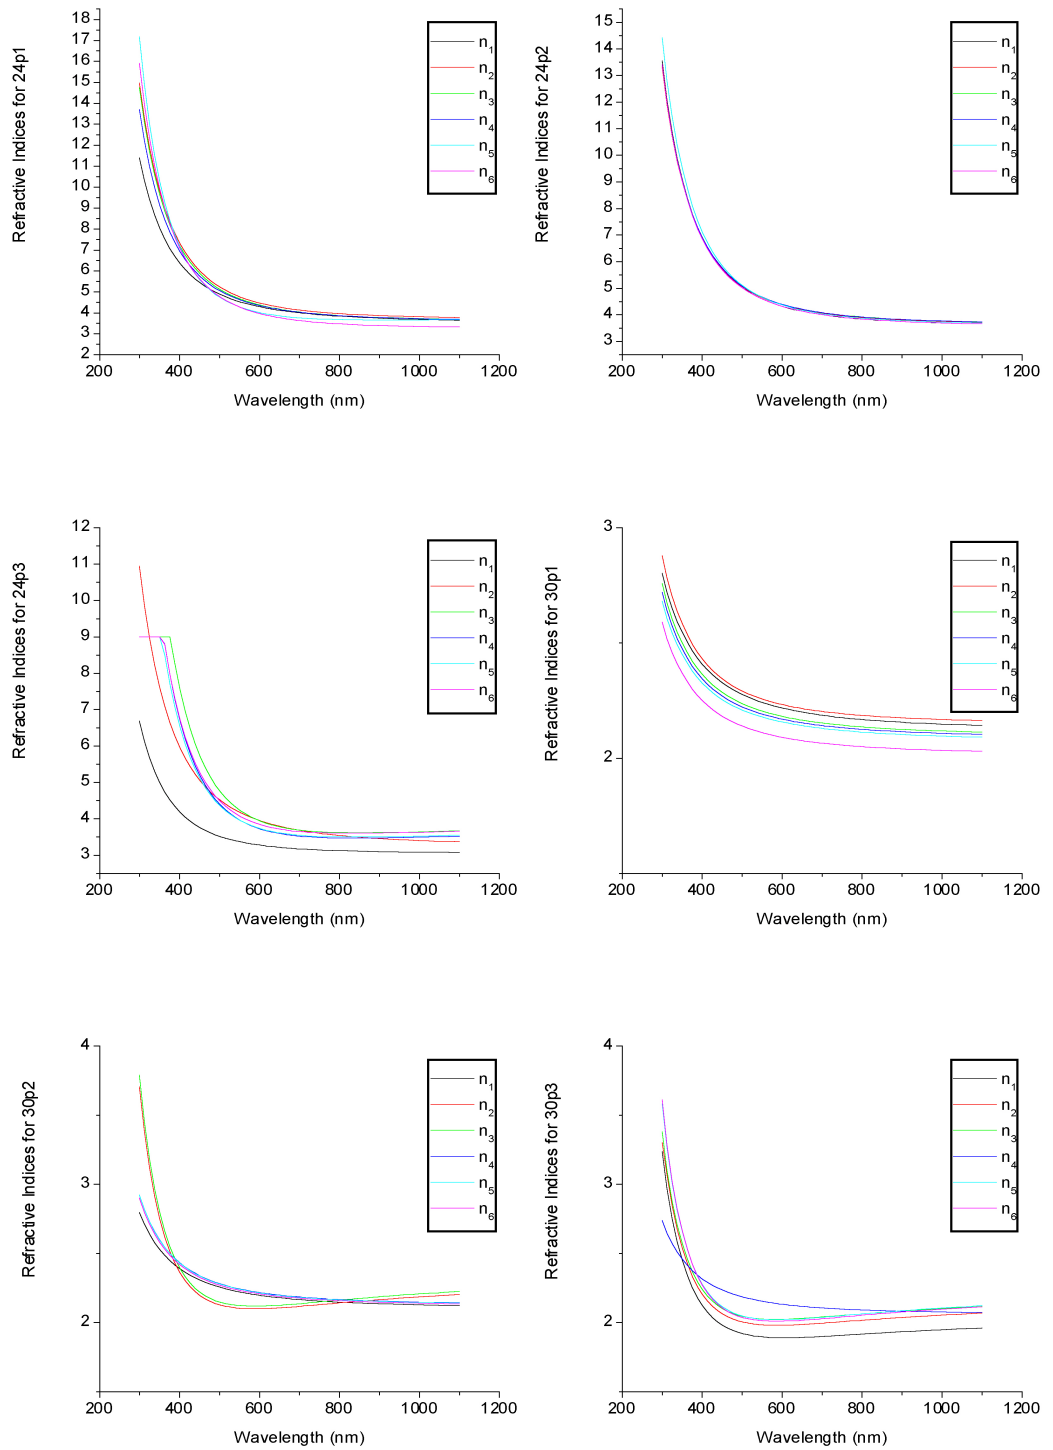 Refractive Indices for 24p1
18
17
16
15
14
13
12
11
10
9
8
7
6
5
4
3
2
200 400 600 800 1000 1200
Wavelength (nm)
n1
n2
n3
n4
n5
n6
Refractive Indices for 24p2
15
14
13
12
11
10
9
8
7
6
5
4
3
200 400 600 800 1000 1200
Wavelength (nm)
n1
n2
n3
n4
n5
n6
Refractive Indices for 24p3
12
11
10
9
8
7
6
5
4
3
200 400 600 800 1000 1200
Wavelength (nm)
n1
n2
n3
n4
n5
n6
Refractive Indices for 30p1
3
2
200 400 600 800 1000 1200
Wavelength (nm)
n1
n2
n3
n4
n5
n6
Refractive Indices for 30p2
4
3
2
200 400 600 800 1000 1200
Wavelength (nm)
n1
n2
n3
n4
n5
n6
Refractive Indices for 30p3
4
3
2
200 400 600 800 1000 1200
Wavelength (nm)
n1
n2
n3
n4
n5
n6